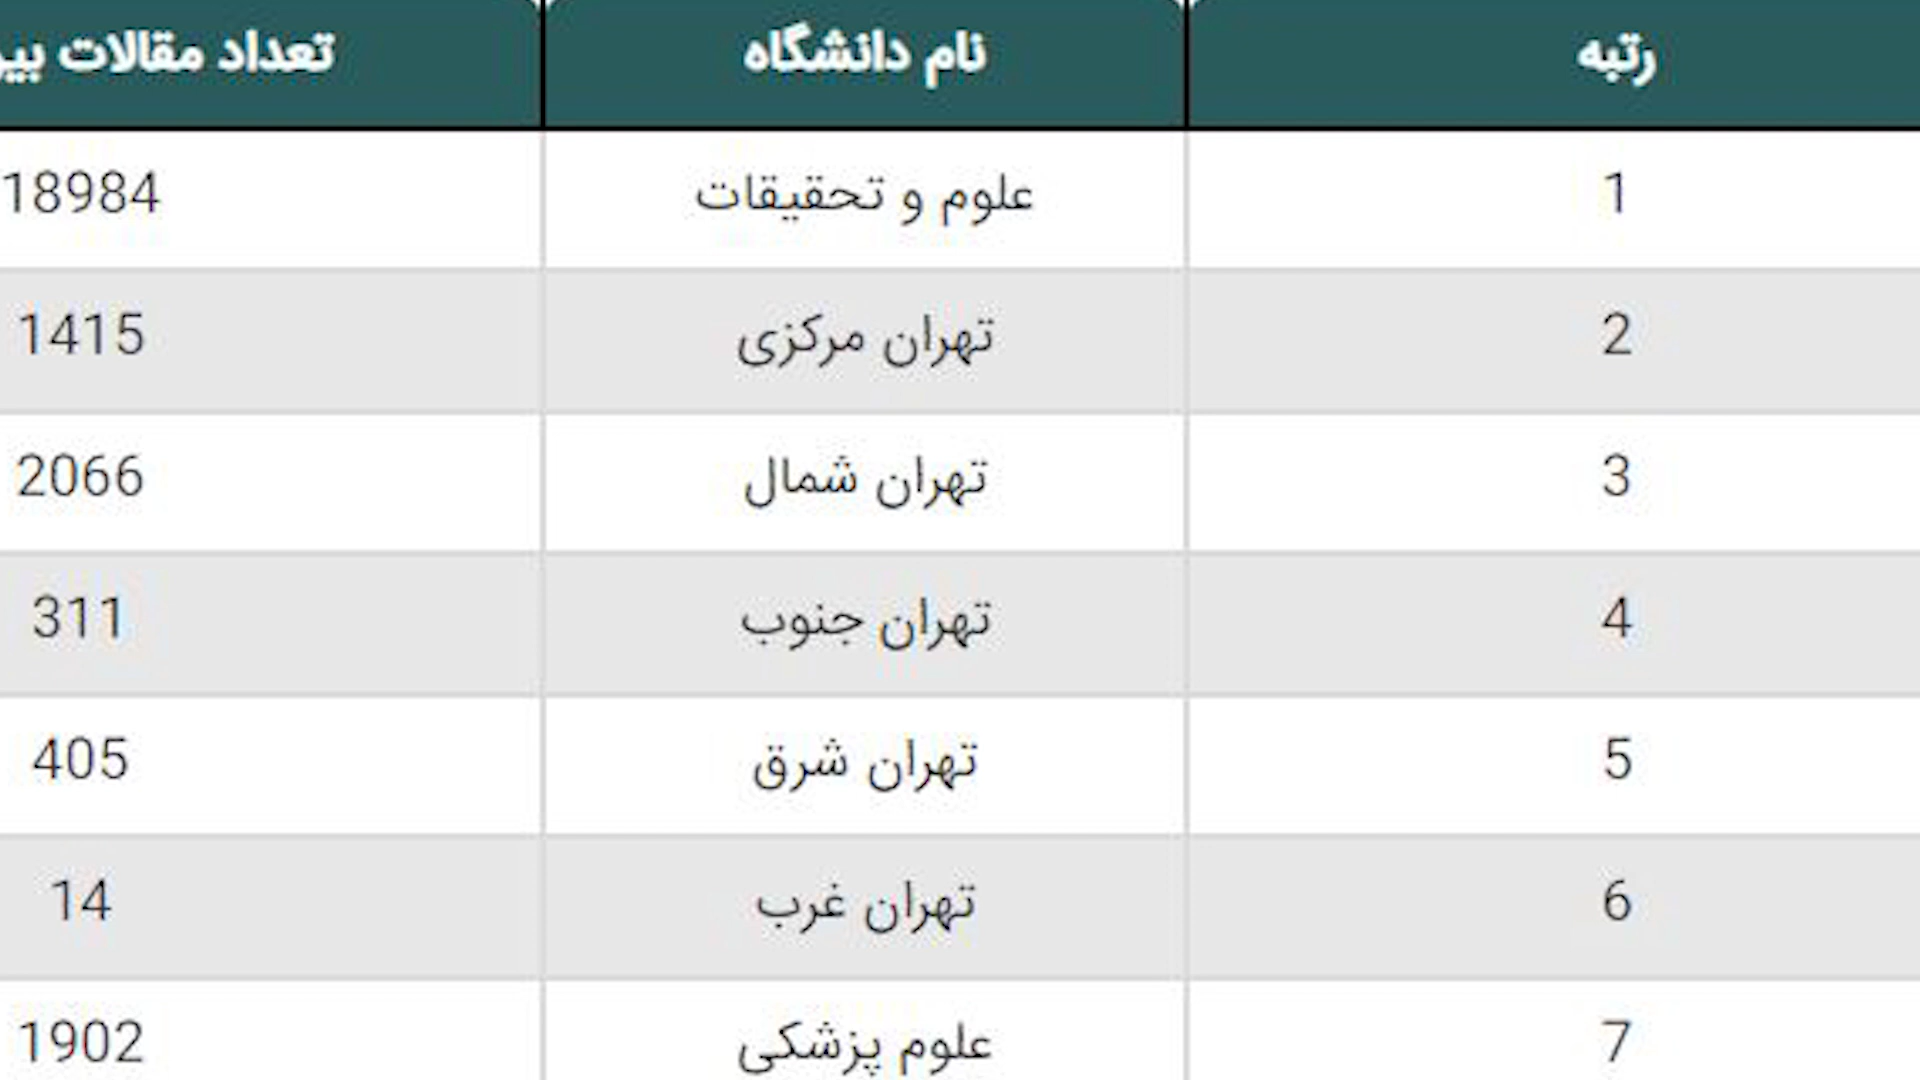 رتبه نام دانشگاه تعداد مقالات
1 علوم و تحقیقات 18984
2 تهران مرکزی 1415
3 تهران شمال 2066
4 تهران جنوب 311
5 تهران شرق 405
6 تهران غرب 14
7 علوم پزشکی 1902